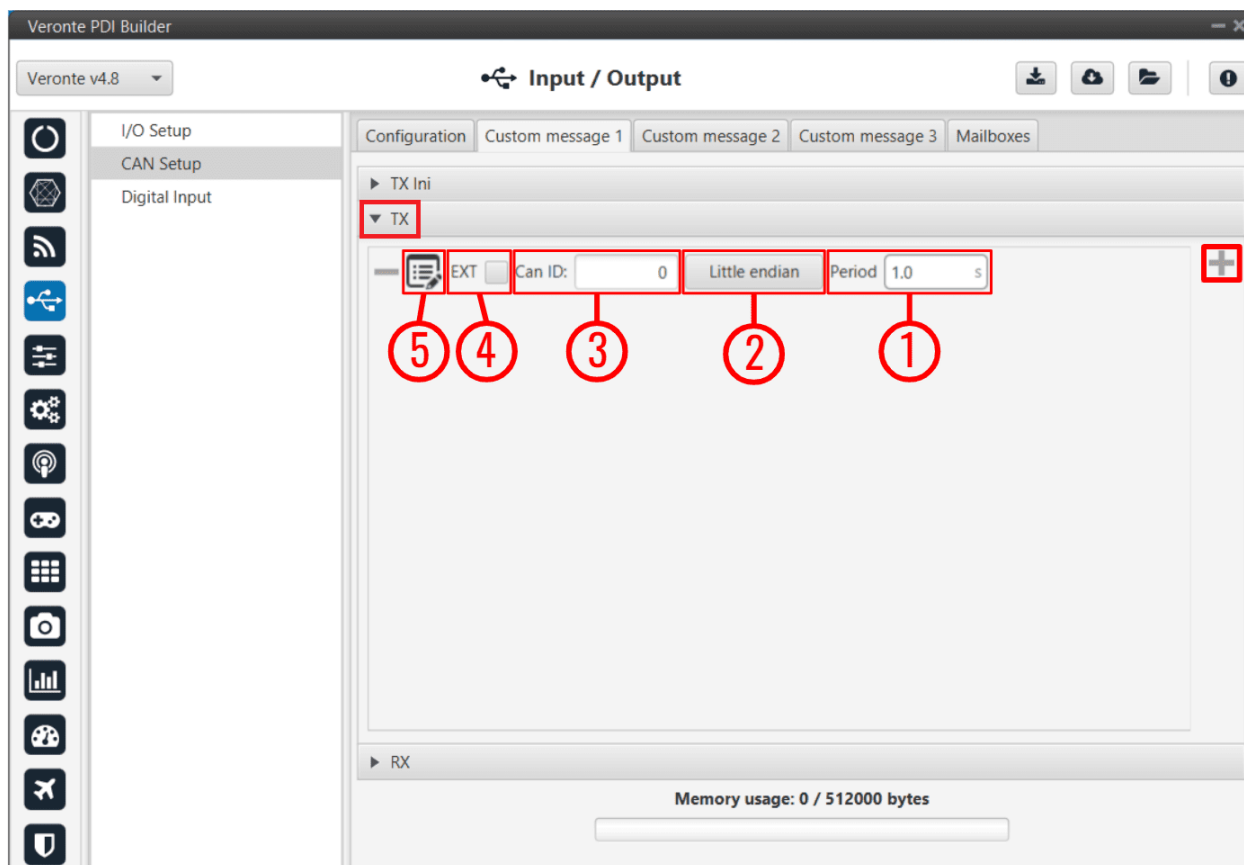 Veronte PDI Builder
Veronte v4.8
Input / Output
I/O Setup
CAN Setup
Digital Input
Configuration Custom message 1 Custom message 2 Custom message 3 Mailboxes
TX Ini
TX
EXT Can ID: 0 Little endian Period 1.0 s
5 4 3 2 1
RX
Memory usage: 0 / 512000 bytes